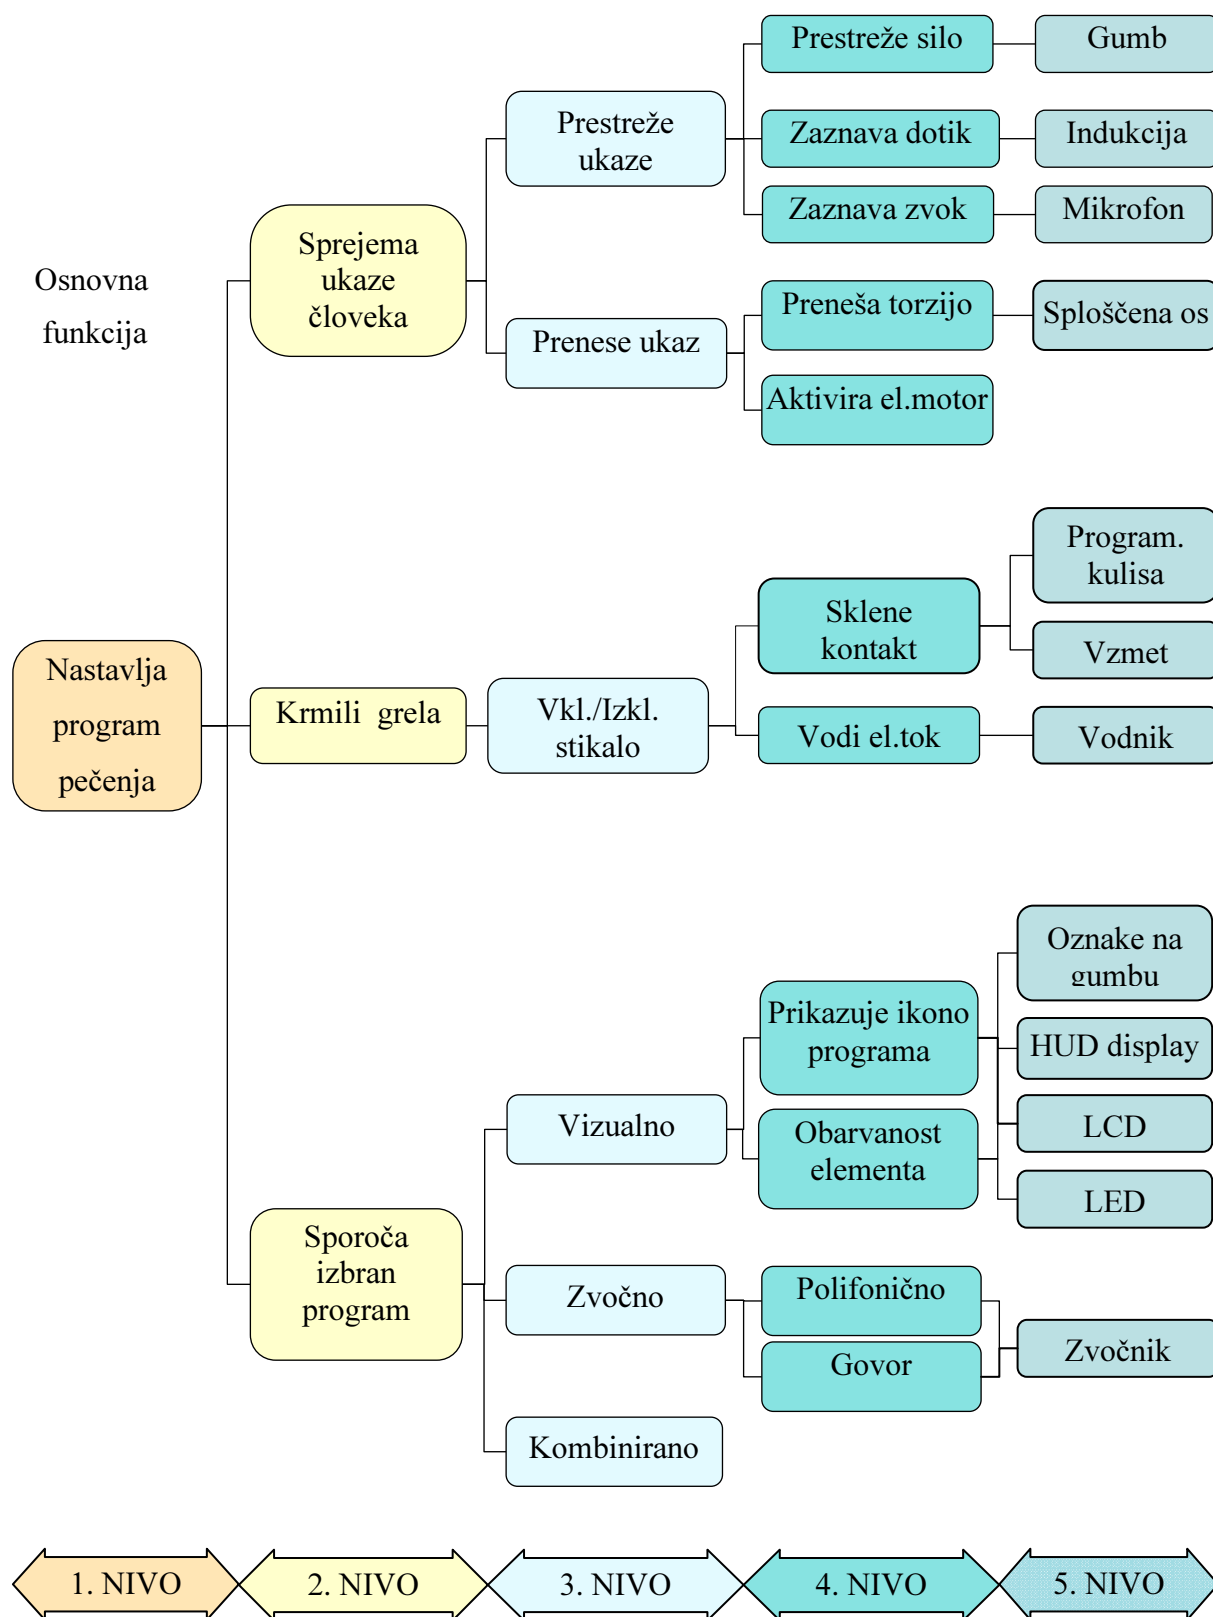 Prestreže silo
Gumb
Prestreže
ukaze
Zaznava dotik
Indukcija
Zaznava zvok
Mikrofon
Sprejema
ukaze
človeka
Osnovna
funkcija
Preneša torzijo
Sploščena os
Prenese ukaz
Aktivira el.motor
Program.
kulisa
Sklene
kontakt
Vzmet
Nastavlja
program
pečenja
Krmili grela
Vkl./Izkl.
stikalo
Vodi el.tok
Vodnik
Oznake na
gumbu
Prikazuje ikono
programa
HUD display
Vizualno
Obarvanost
elementa
LCD
LED
Sporoča
izbran
program
Zvočno
Polifonično
Govor
Zvočnik
Kombinirano
1. NIVO
2. NIVO
3. NIVO
4. NIVO
5. NIVO